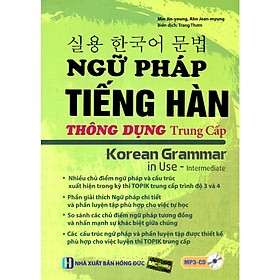 Min Jin-young, Ahn Jean-myung
Biên dịch: Trang Thơm
실용 한국어 문법
NGỮ PHÁP
TIẾNG HÀN
THÔNG DỤNG Trung Cấp
Korean Grammar
in Use - Intermediate
• Nhiều chủ điểm ngữ pháp và cấu trúc
xuất hiện trong kỳ thi TOPIK trung cấp trình độ 3 và 4
• Phần giải thích Ngữ pháp chi tiết
và phần luyện tập phù hợp cho việc tự học
• So sánh các chủ điểm ngữ pháp tương đồng
và nhấn mạnh sự khác biệt giữa chúng
• Các cấu trúc ngữ pháp và phần luyện tập được thiết kế
phù hợp cho việc luyện thi TOPIK trung cấp
NHÀ XUẤT BẢN HỒNG ĐỨC
MP3-CD